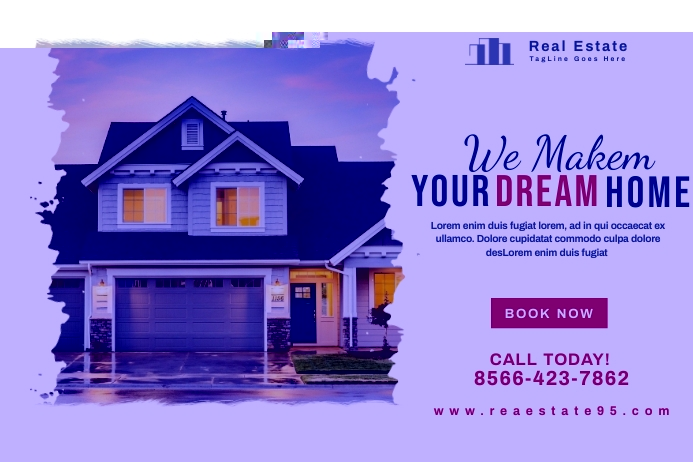 Real Estate
TagLine Goes Here
We Makem
YOUR DREAM HOME
Lorem enim duis fugiat lorem, ad in qui occaecat ex
ullamco. Dolore cupidatat commodo culpa dolore
desLorem enim duis fugiat
BOOK NOW
CALL TODAY!
8566-423-7862
www.reaestate95.com